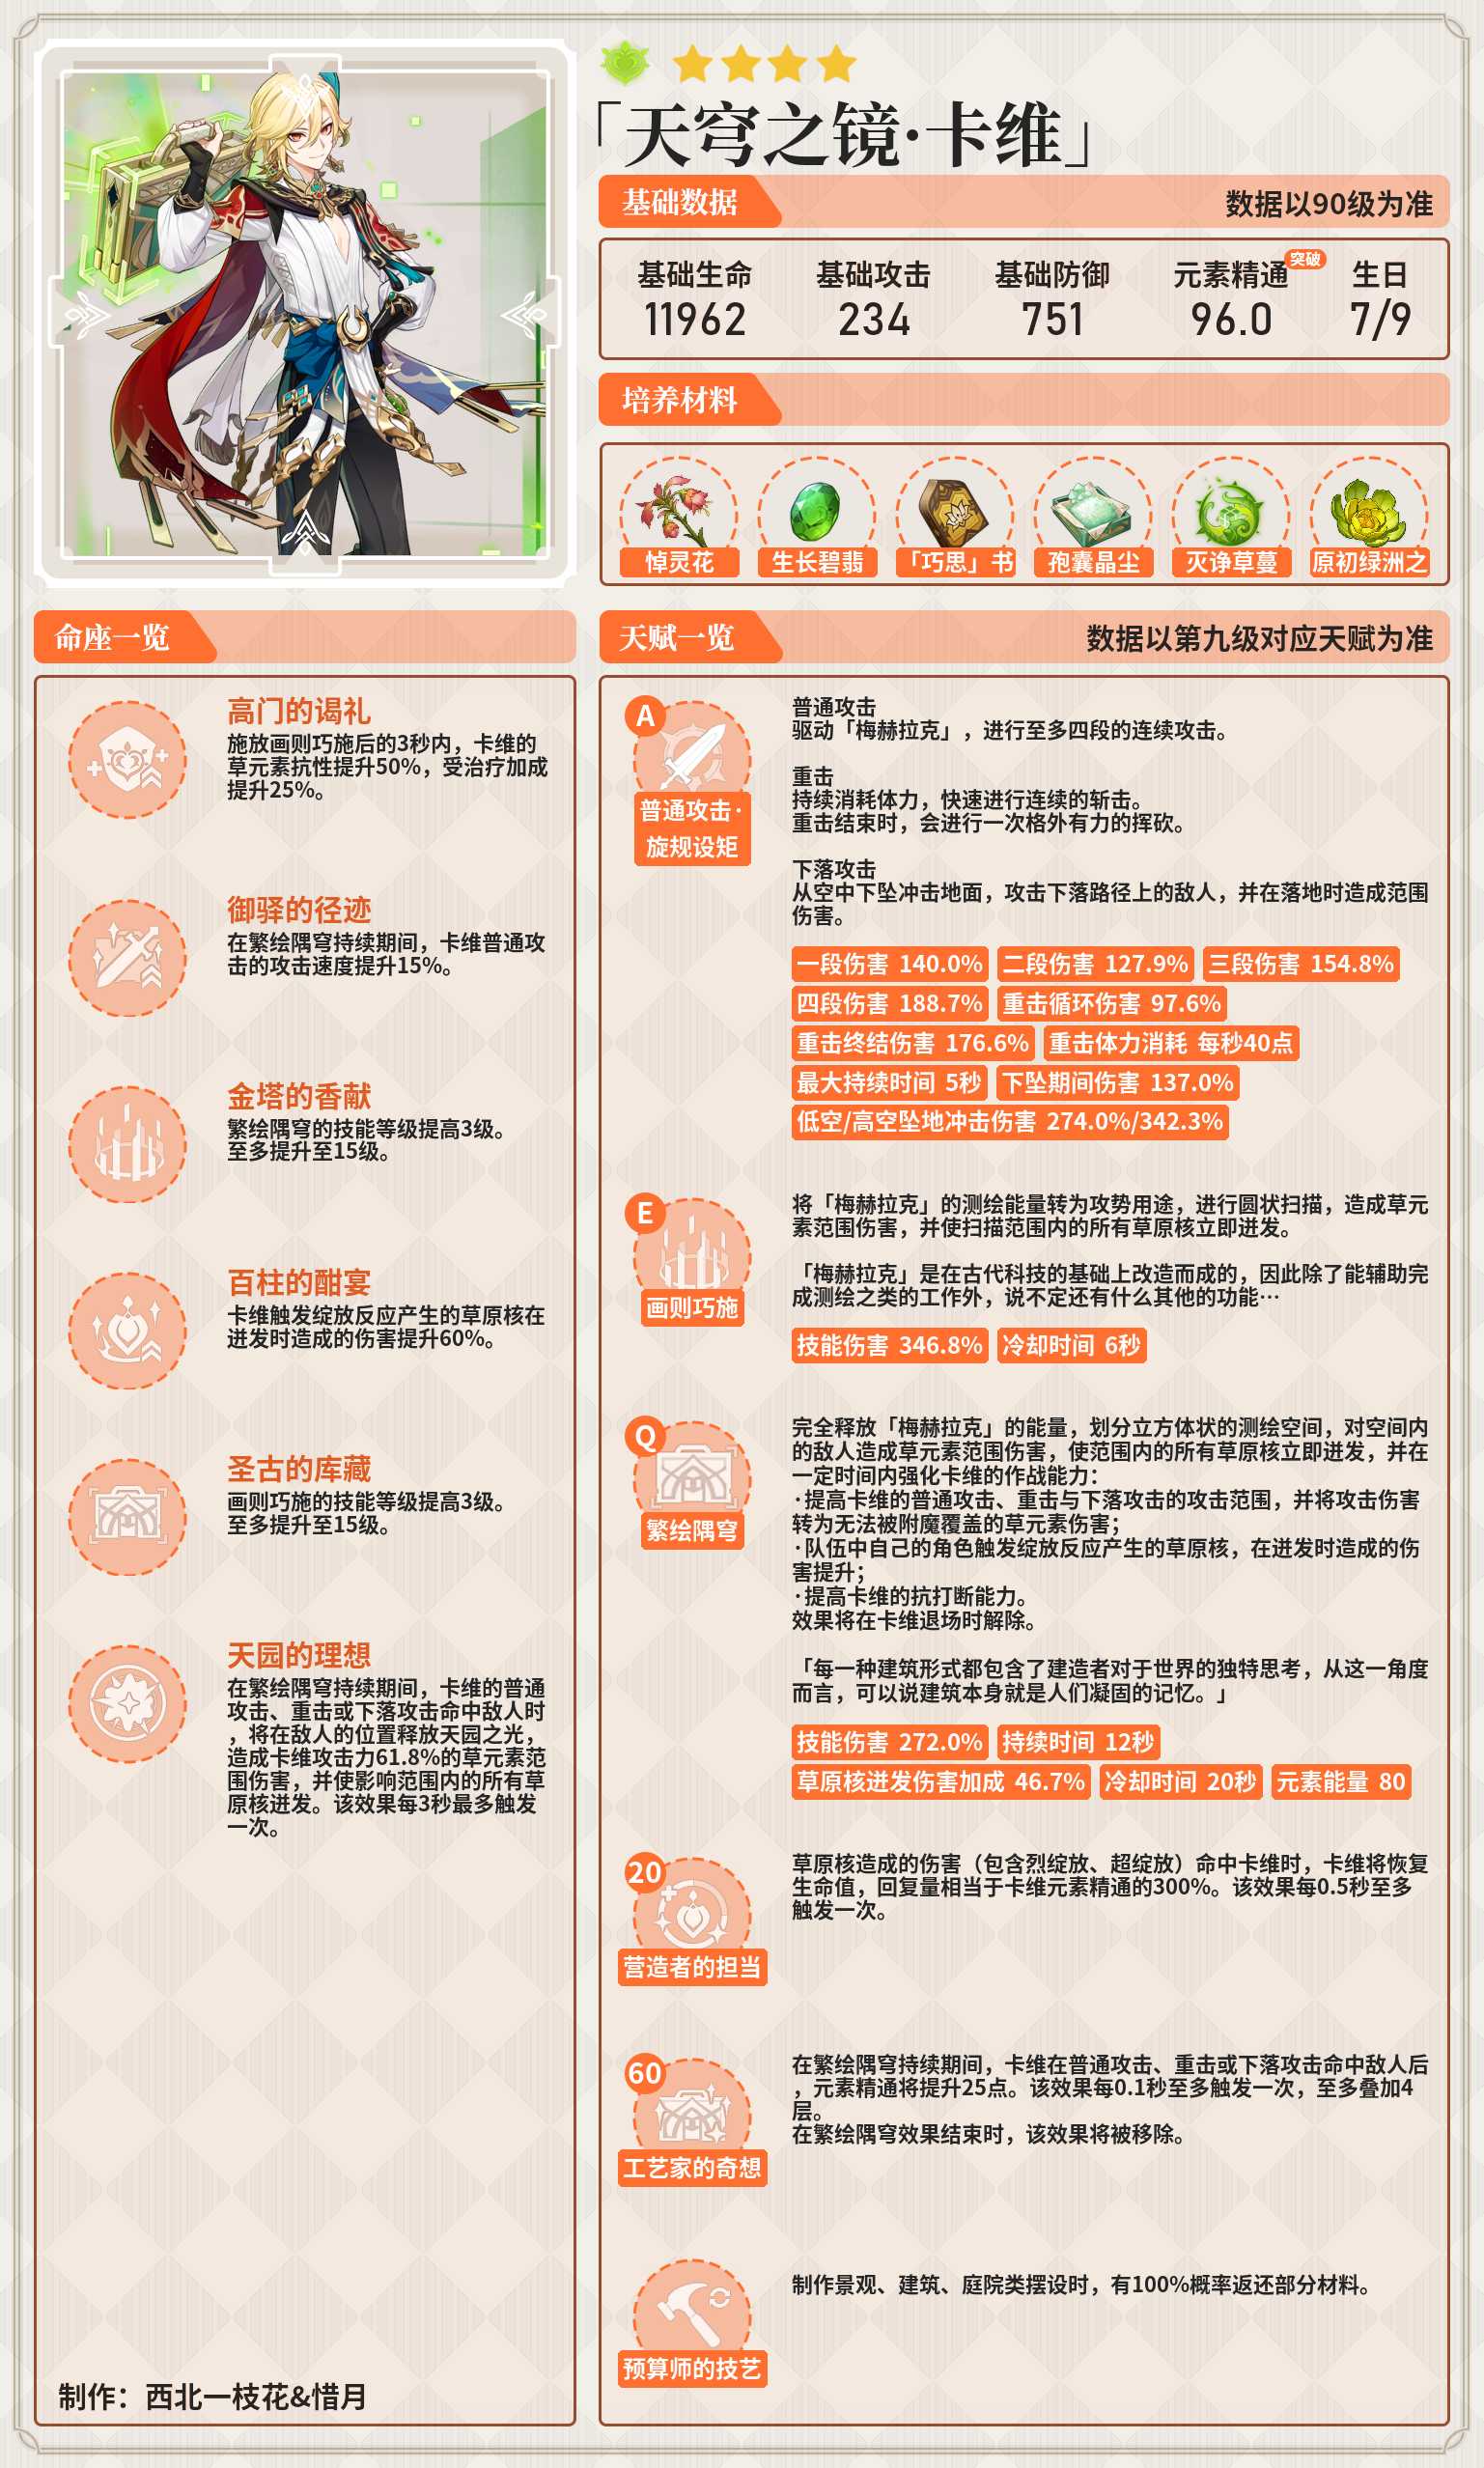 「天穹之镜·卡维」
基础数据
数据以90级为准
基础生命
基础攻击
基础防御
元素精通
突破
生日
11962
234
751
96.0
7/9
培养材料
悼灵花
生长碧翡
「巧思」书
孢囊晶尘
灭诤草蔓
原初绿洲之
命座一览
高门的谒礼
施放画则巧施后的3秒内，卡维的
草元素抗性提升50%，受治疗加成
提升25%。
御驿的径迹
在繁绘隅穹持续期间，卡维普通攻
击的攻击速度提升15%。
金塔的香献
繁绘隅穹的技能等级提高3级。
至多提升至15级。
百柱的酣宴
卡维触发绽放反应产生的草原核在
迸发时造成的伤害提升60%。
圣古的库藏
画则巧施的技能等级提高3级。
至多提升至15级。
天园的理想
在繁绘隅穹持续期间，卡维的普通
攻击、重击或下落攻击命中敌人时
，将在敌人的位置释放天园之光，
造成卡维攻击力61.8%的草元素范
围伤害，并使影响范围内的所有草
原核迸发。该效果每3秒最多触发
一次。
制作：西北一枝花&惜月
天赋一览
数据以第九级对应天赋为准
A
普通攻击·
旋规设矩
普通攻击
驱动「梅赫拉克」，进行至多四段的连续攻击。
重击
持续消耗体力，快速进行连续的斩击。
重击结束时，会进行一次格外有力的挥砍。
下落攻击
从空中下坠冲击地面，攻击下落路径上的敌人，并在落地时造成范围
伤害。
一段伤害 140.0% 二段伤害 127.9% 三段伤害 154.8%
四段伤害 188.7% 重击循环伤害 97.6%
重击终结伤害 176.6% 重击体力消耗 每秒40点
最大持续时间 5秒 下坠期间伤害 137.0%
低空/高空坠地冲击伤害 274.0%/342.3%
E
画则巧施
将「梅赫拉克」的测绘能量转为攻势用途，进行圆状扫描，造成草元
素范围伤害，并使扫描范围内的所有草原核立即迸发。
「梅赫拉克」是在古代科技的基础上改造而成的，因此除了能辅助完
成测绘之类的工作外，说不定还有什么其他的功能…
技能伤害 346.8% 冷却时间 6秒
Q
繁绘隅穹
完全释放「梅赫拉克」的能量，划分立方体状的测绘空间，对空间内
的敌人造成草元素范围伤害，使范围内的所有草原核立即迸发，并在
一定时间内强化卡维的作战能力：
·提高卡维的普通攻击、重击与下落攻击的攻击范围，并将攻击伤害
转为无法被附魔覆盖的草元素伤害；
·队伍中自己的角色触发绽放反应产生的草原核，在迸发时造成的伤
害提升；
·提高卡维的抗打断能力。
效果将在卡维退场时解除。
「每一种建筑形式都包含了建造者对于世界的独特思考，从这一角度
而言，可以说建筑本身就是人们凝固的记忆。」
技能伤害 272.0% 持续时间 12秒
草原核迸发伤害加成 46.7% 冷却时间 20秒 元素能量 80
20
营造者的担当
草原核造成的伤害（包含烈绽放、超绽放）命中卡维时，卡维将恢复
生命值，回复量相当于卡维元素精通的300%。该效果每0.5秒至多
触发一次。
60
工艺家的奇想
在繁绘隅穹持续期间，卡维在普通攻击、重击或下落攻击命中敌人后
，元素精通将提升25点。该效果每0.1秒至多触发一次，至多叠加4
层。
在繁绘隅穹效果结束时，该效果将被移除。
预算师的技艺
制作景观、建筑、庭院类摆设时，有100%概率返还部分材料。